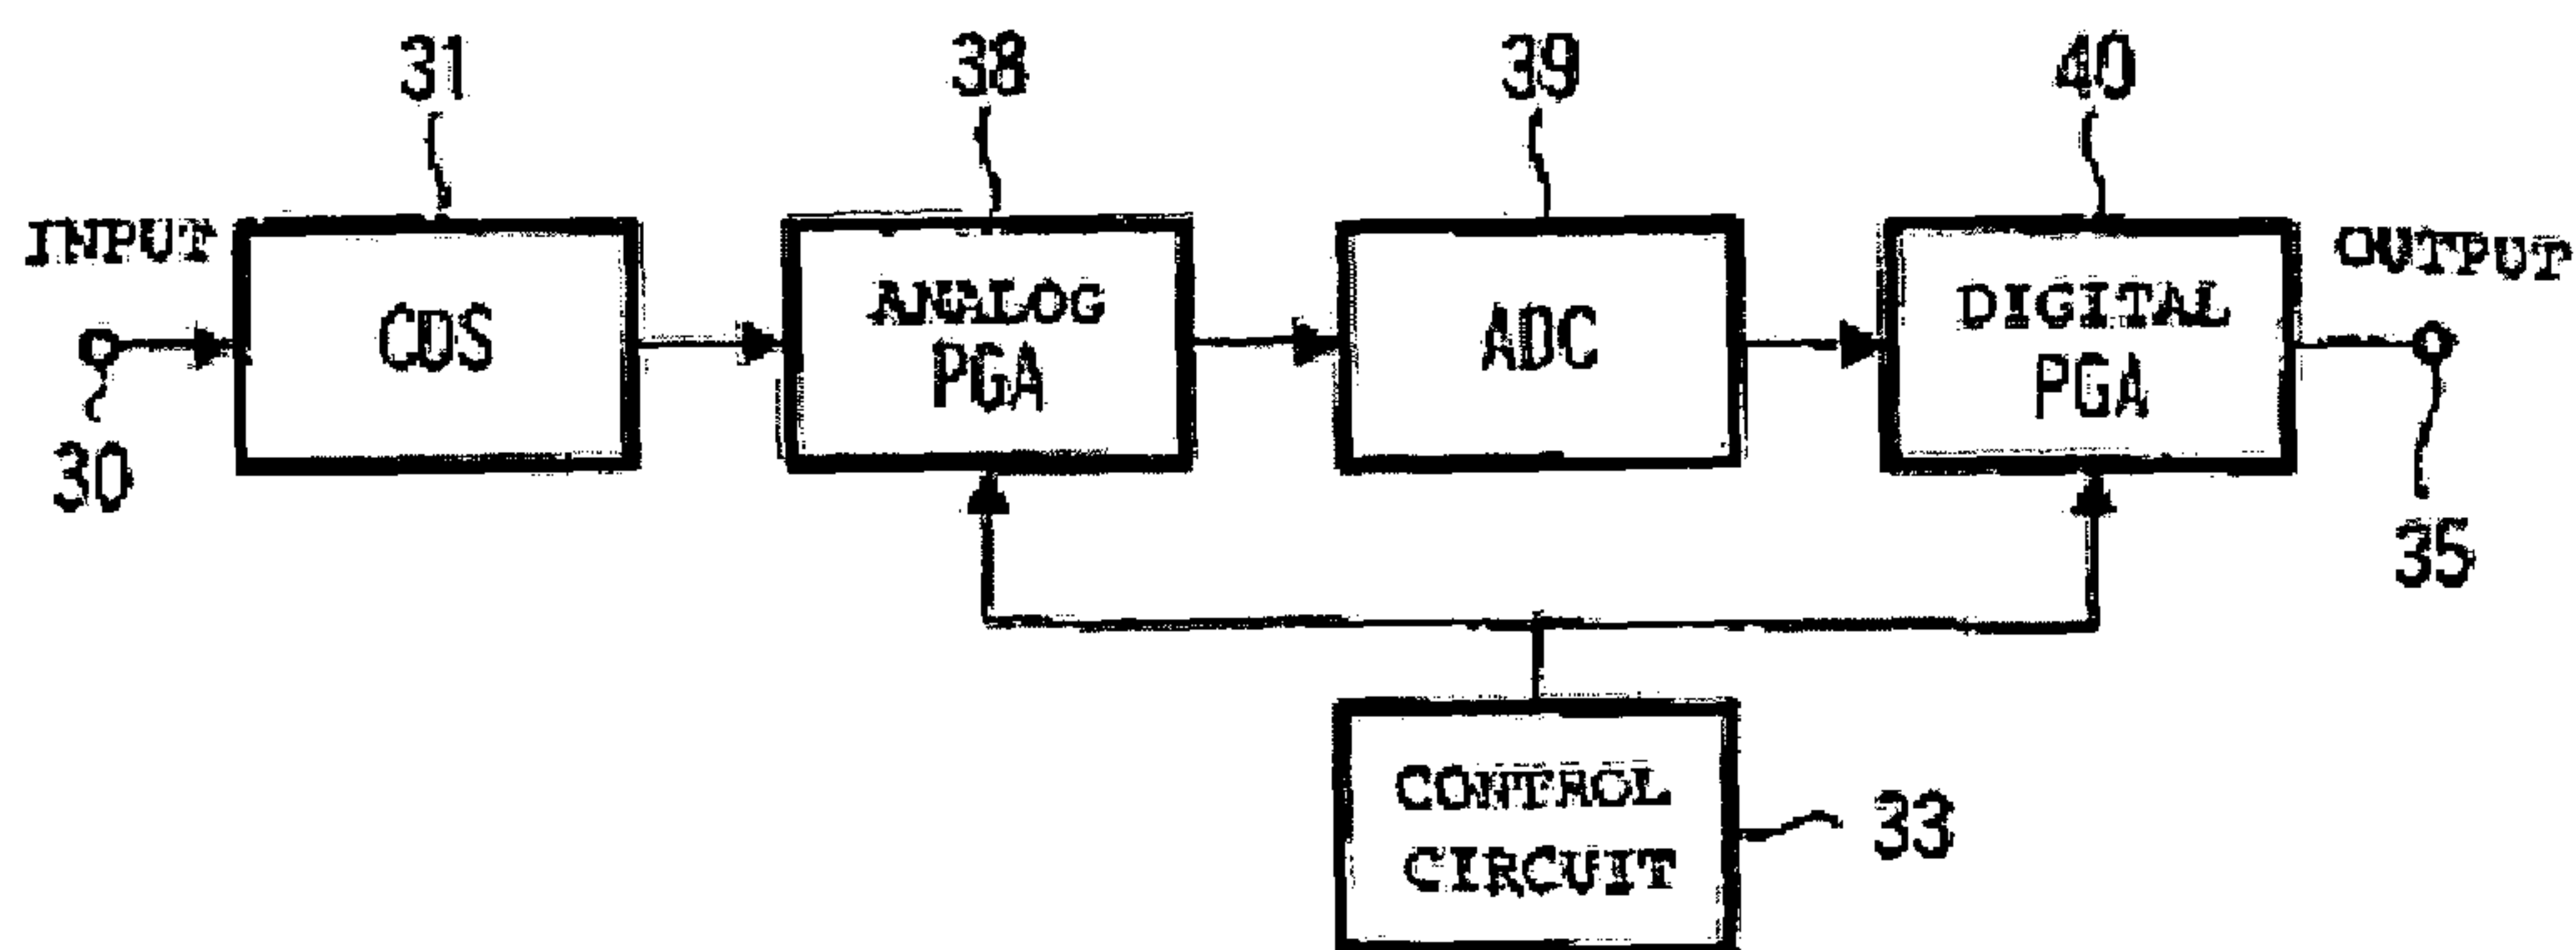 31
38
39
40
INPUT
OUTPUT
CDS
ANALOG
PGA
ADC
DIGITAL
PGA
30
35
CONTROL
CIRCUIT
33